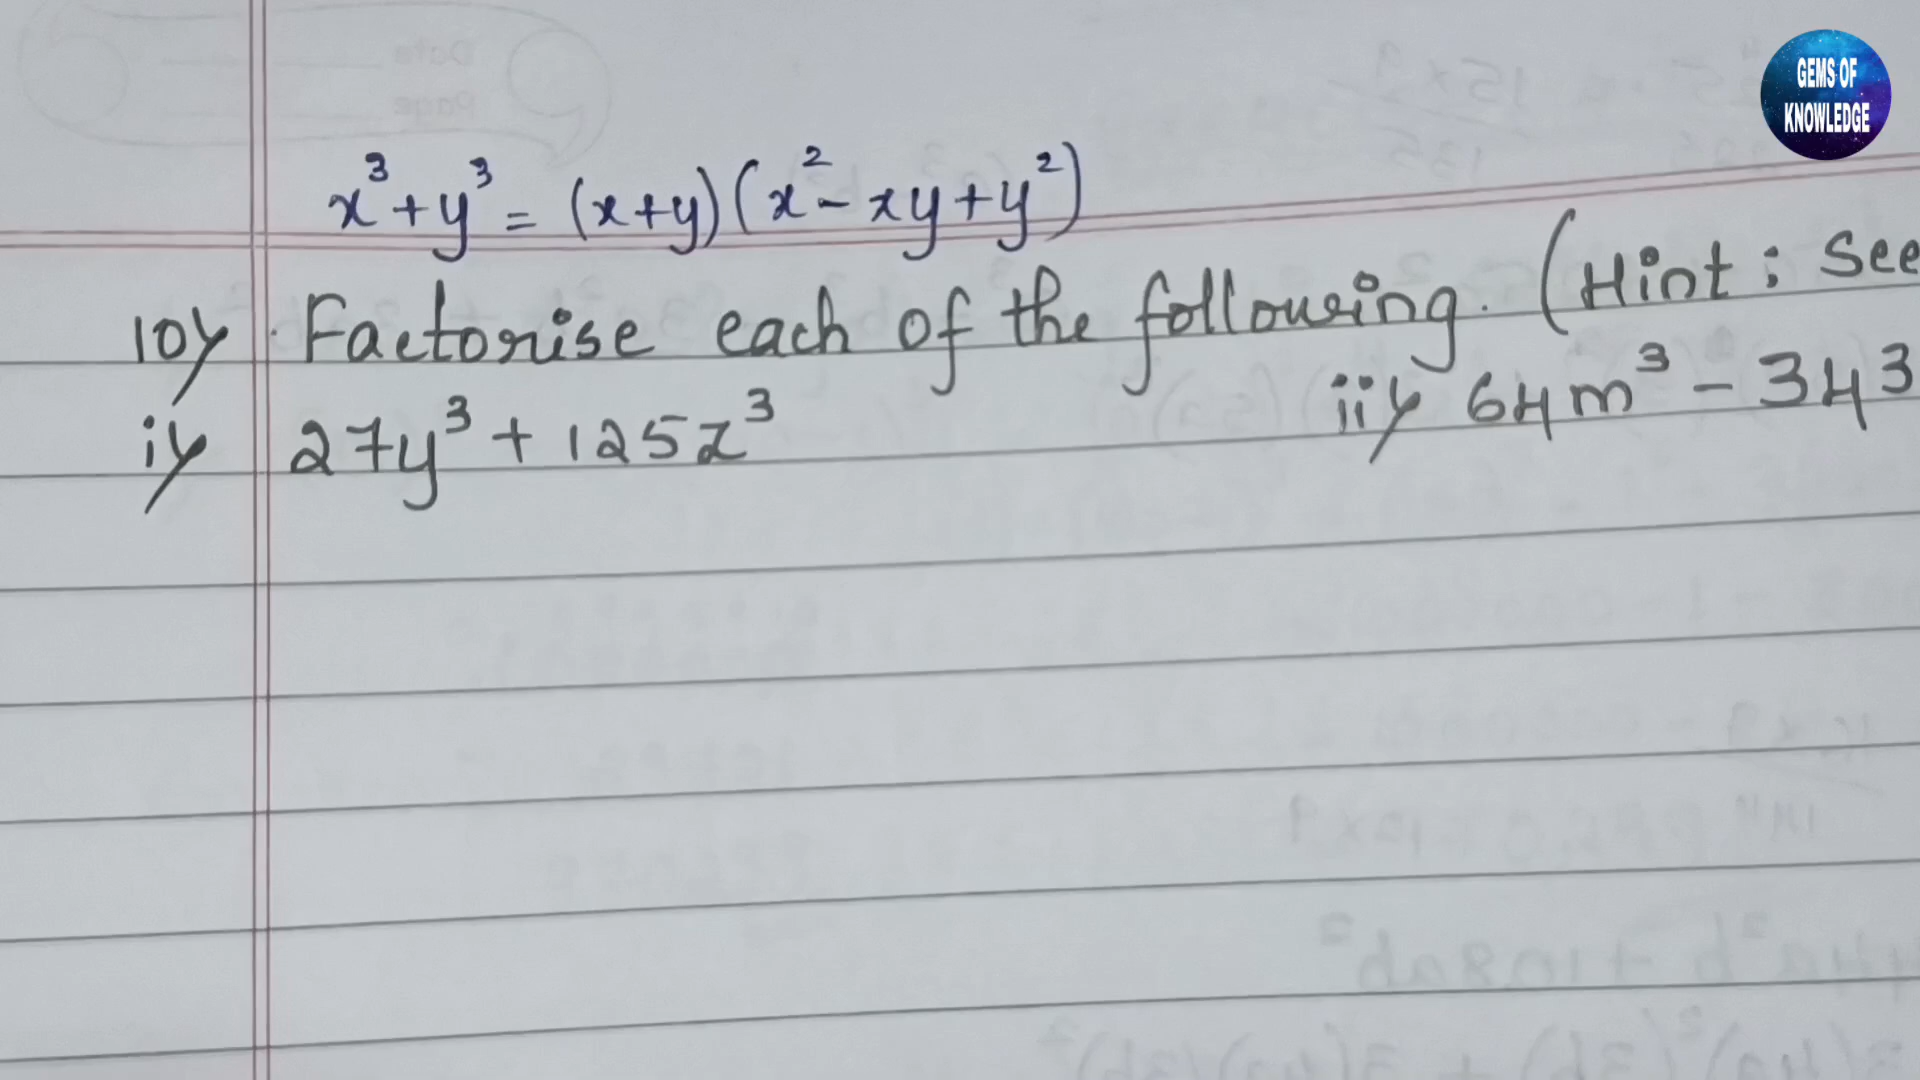 GEMS OF
KNOWLEDGE
x³+y³ = (x+y)(x²-xy+y²)
10) Factorise each of the following. (Hint: See
i) 27y³ + 125z³ ii) 64m³ - 343